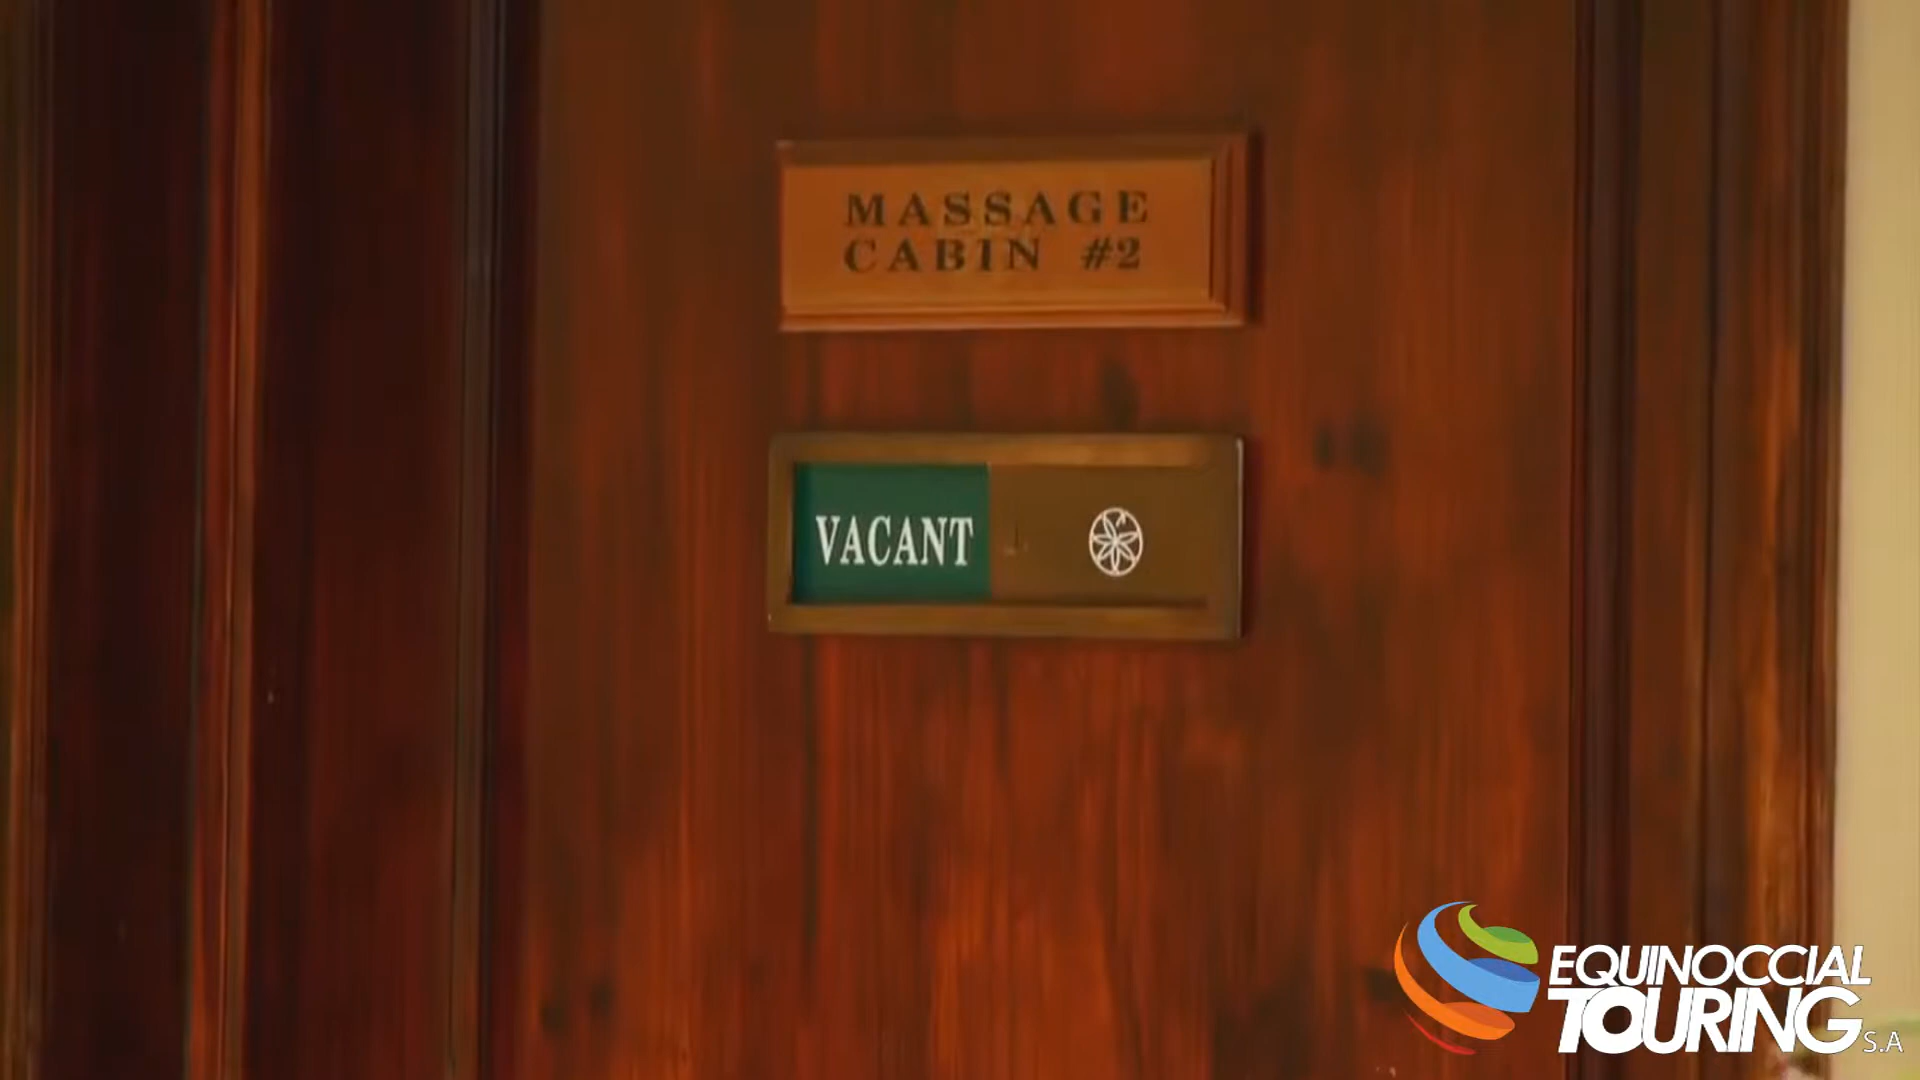 MASSAGE
CABIN #2
VACANT
EQUINOCCIAL
TOURING S.A